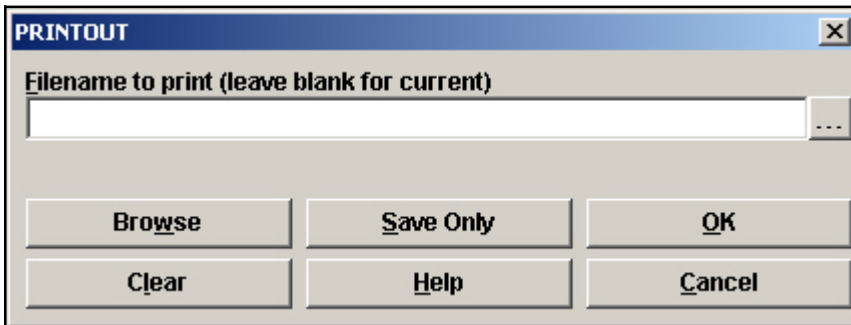 PRINTOUT
Filename to print (leave blank for current)
...
Browse Save Only OK
Clear Help Cancel